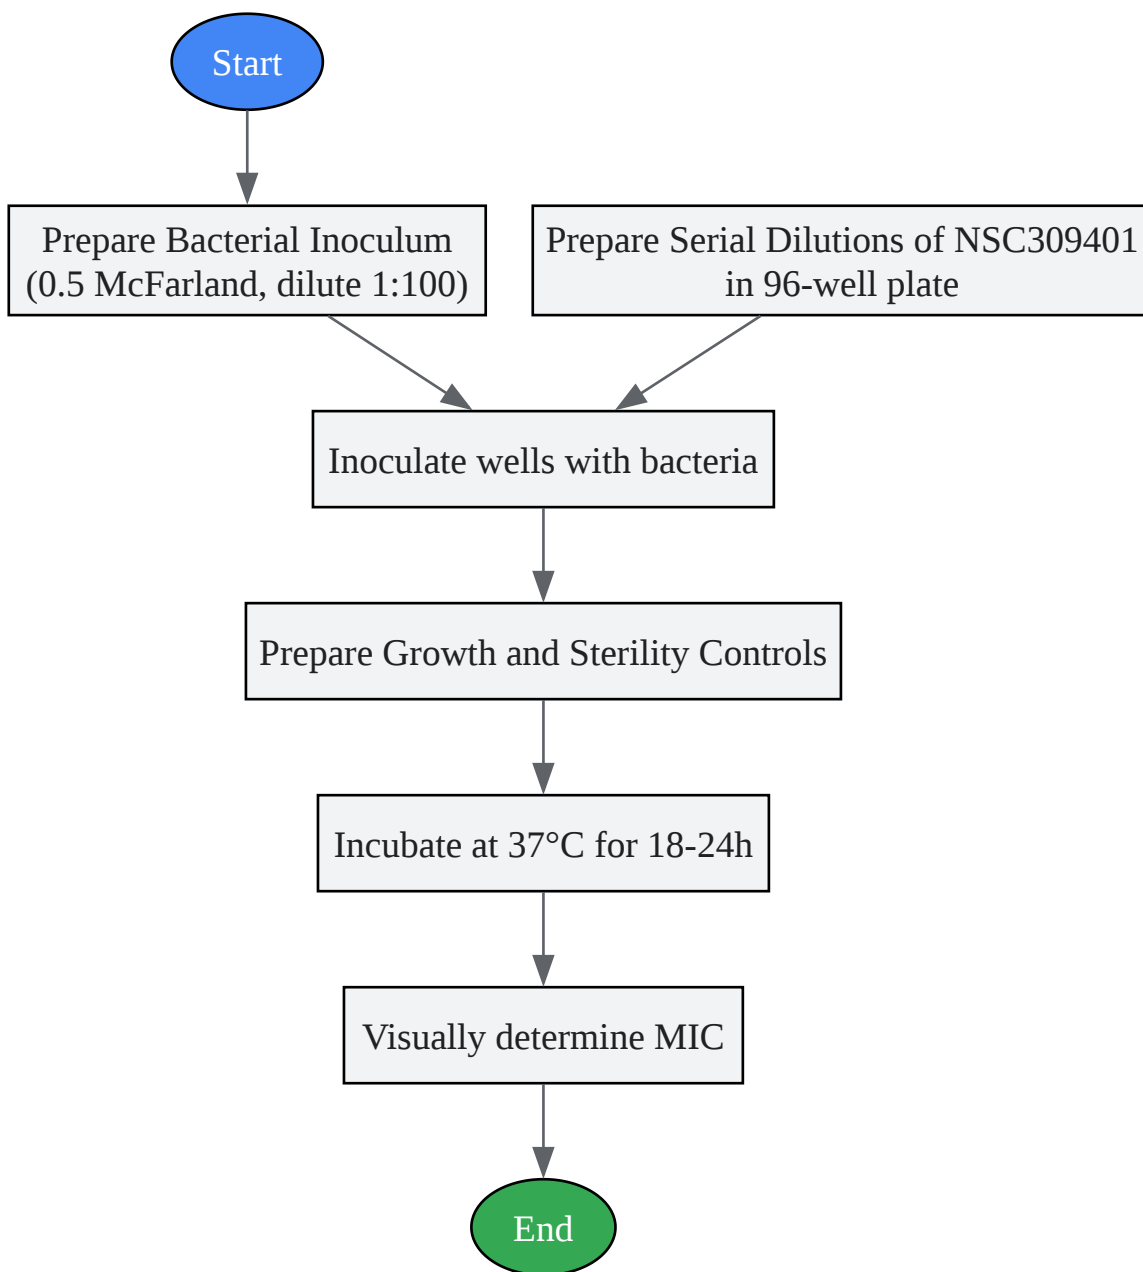 Start
Prepare Bacterial Inoculum
(0.5 McFarland, dilute 1:100)
Prepare Serial Dilutions of NSC309401
in 96-well plate
Inoculate wells with bacteria
Prepare Growth and Sterility Controls
Incubate at 37°C for 18-24h
Visually determine MIC
End